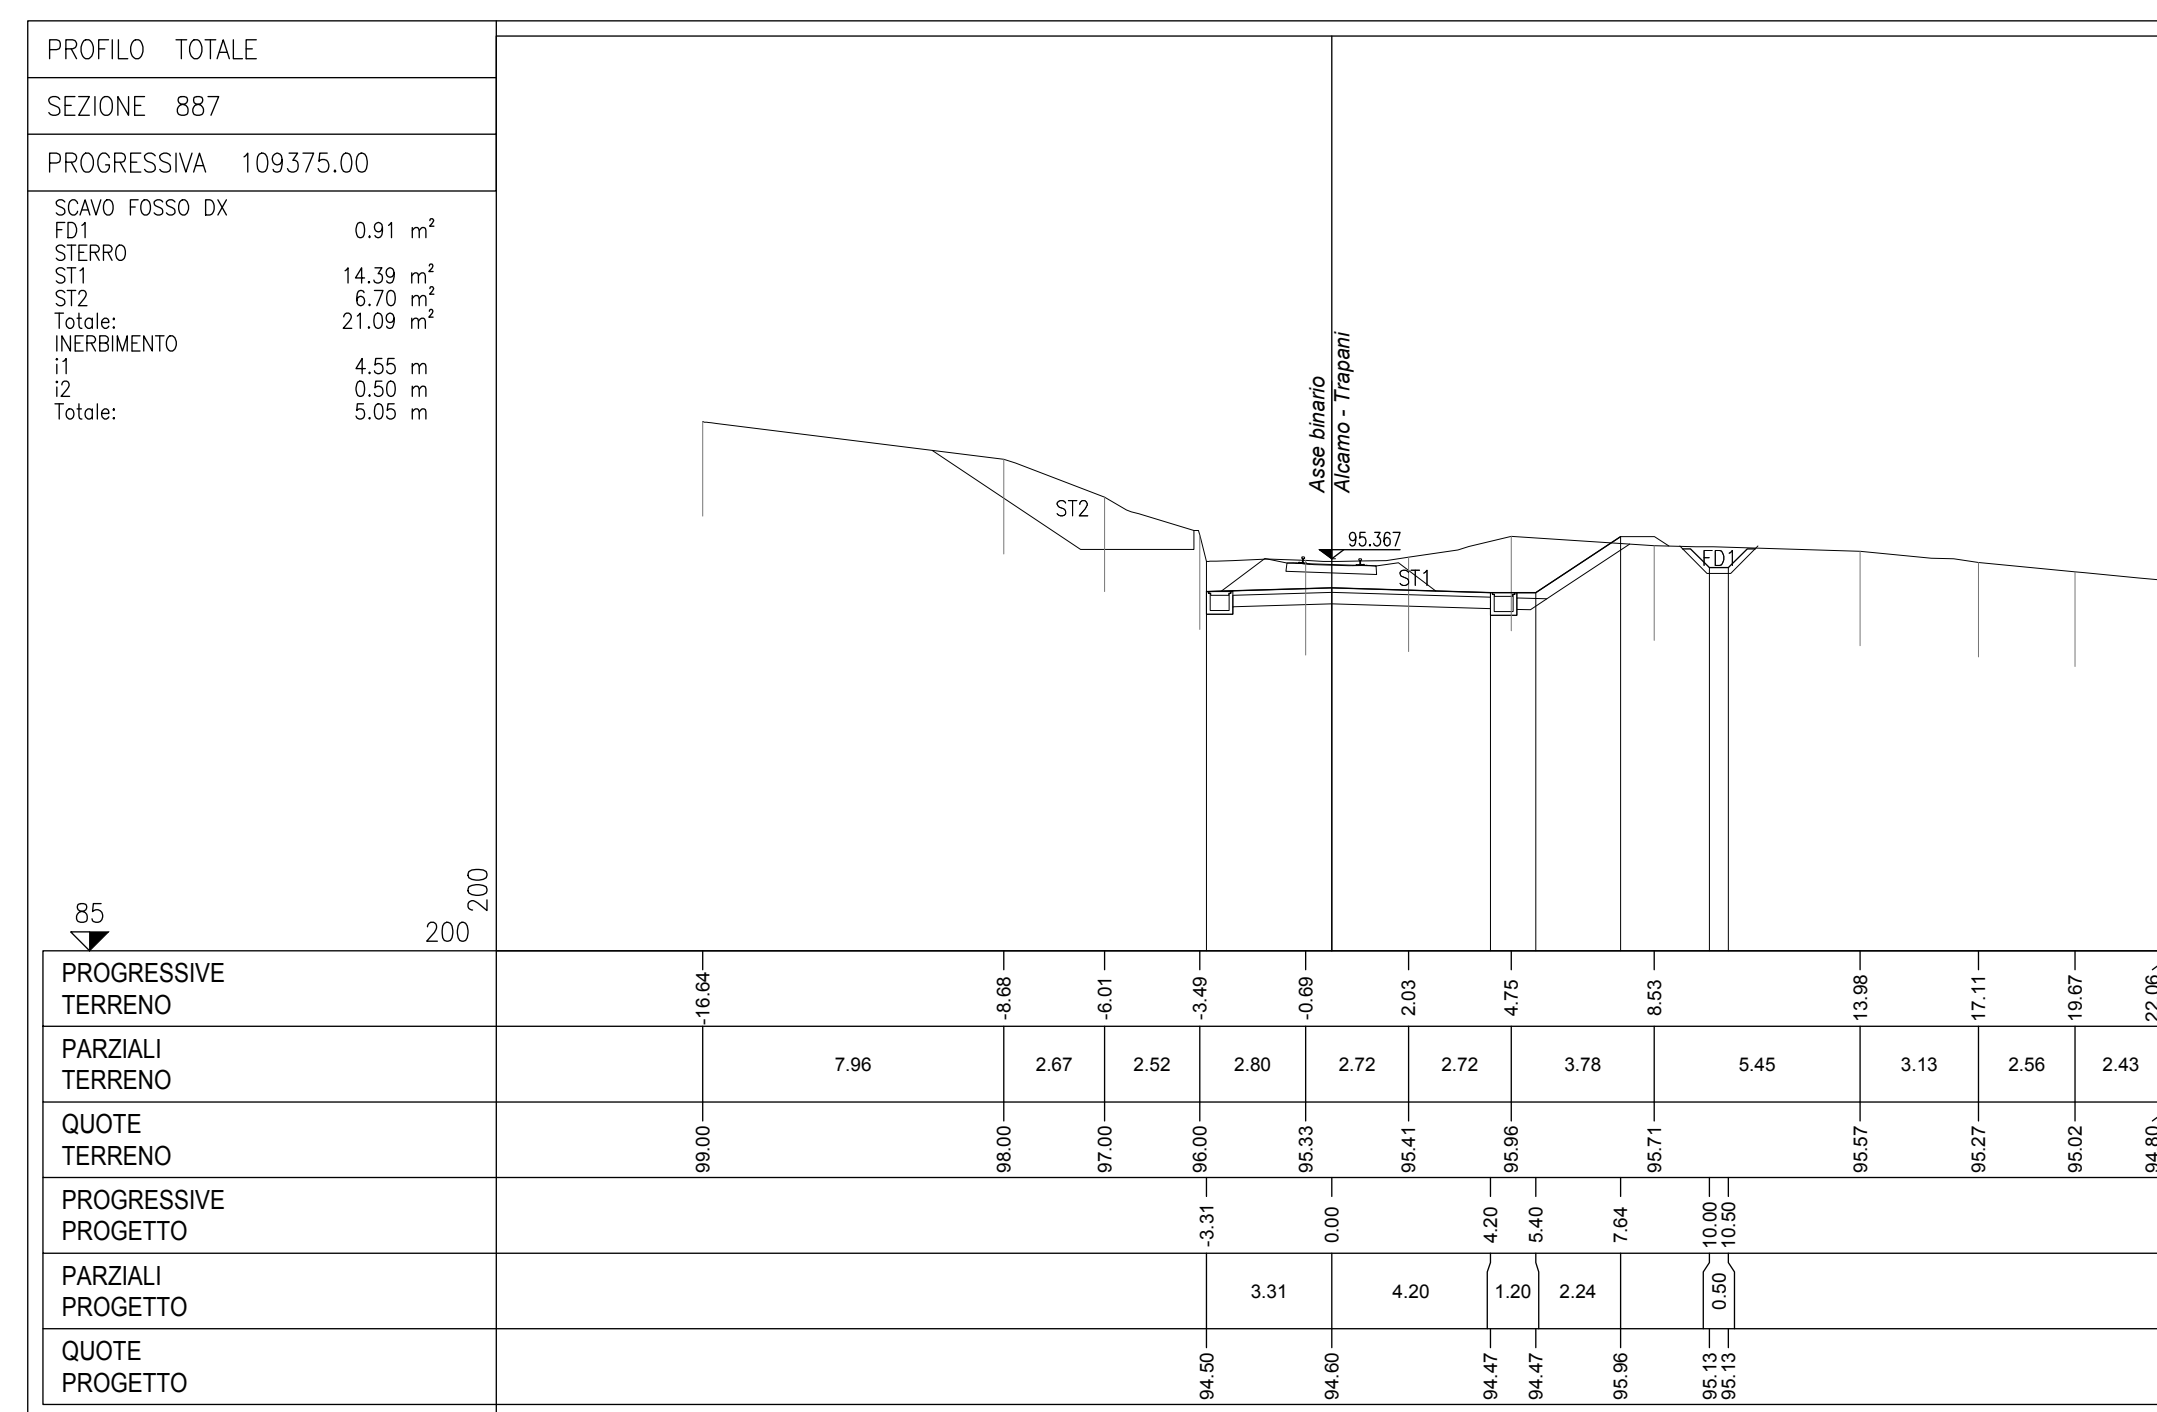 PROFILO TOTALE
SEZIONE 887
PROGRESSIVA 109375.00
SCAVO FOSSO DX
FD1 0.91 m²
STERRO
ST1 14.39 m²
ST2 6.70 m²
Totale: 21.09 m²
INERBIMENTO
i1 4.55 m
i2 0.50 m
Totale: 5.05 m
Asse binario
Alcamo - Trapani
95.367
ST2
ST1
FD1
200
200
85
PROGRESSIVE
TERRENO
-16.64 -8.68 -6.01 -3.49 -0.69 2.03 4.75 8.53 13.98 17.11 19.67 22.06
PARZIALI
TERRENO
7.96 2.67 2.52 2.80 2.72 2.72 3.78 5.45 3.13 2.56 2.43
QUOTE
TERRENO
99.00 98.00 97.00 96.00 95.33 95.41 95.96 95.71 95.57 95.27 95.02 94.80
PROGRESSIVE
PROGETTO
-3.31 0.00 4.20 5.40 7.64 10.00 10.50
PARZIALI
PROGETTO
3.31 4.20 1.20 2.24 0.50
QUOTE
PROGETTO
94.50 94.60 94.47 94.47 95.96 95.13 95.13